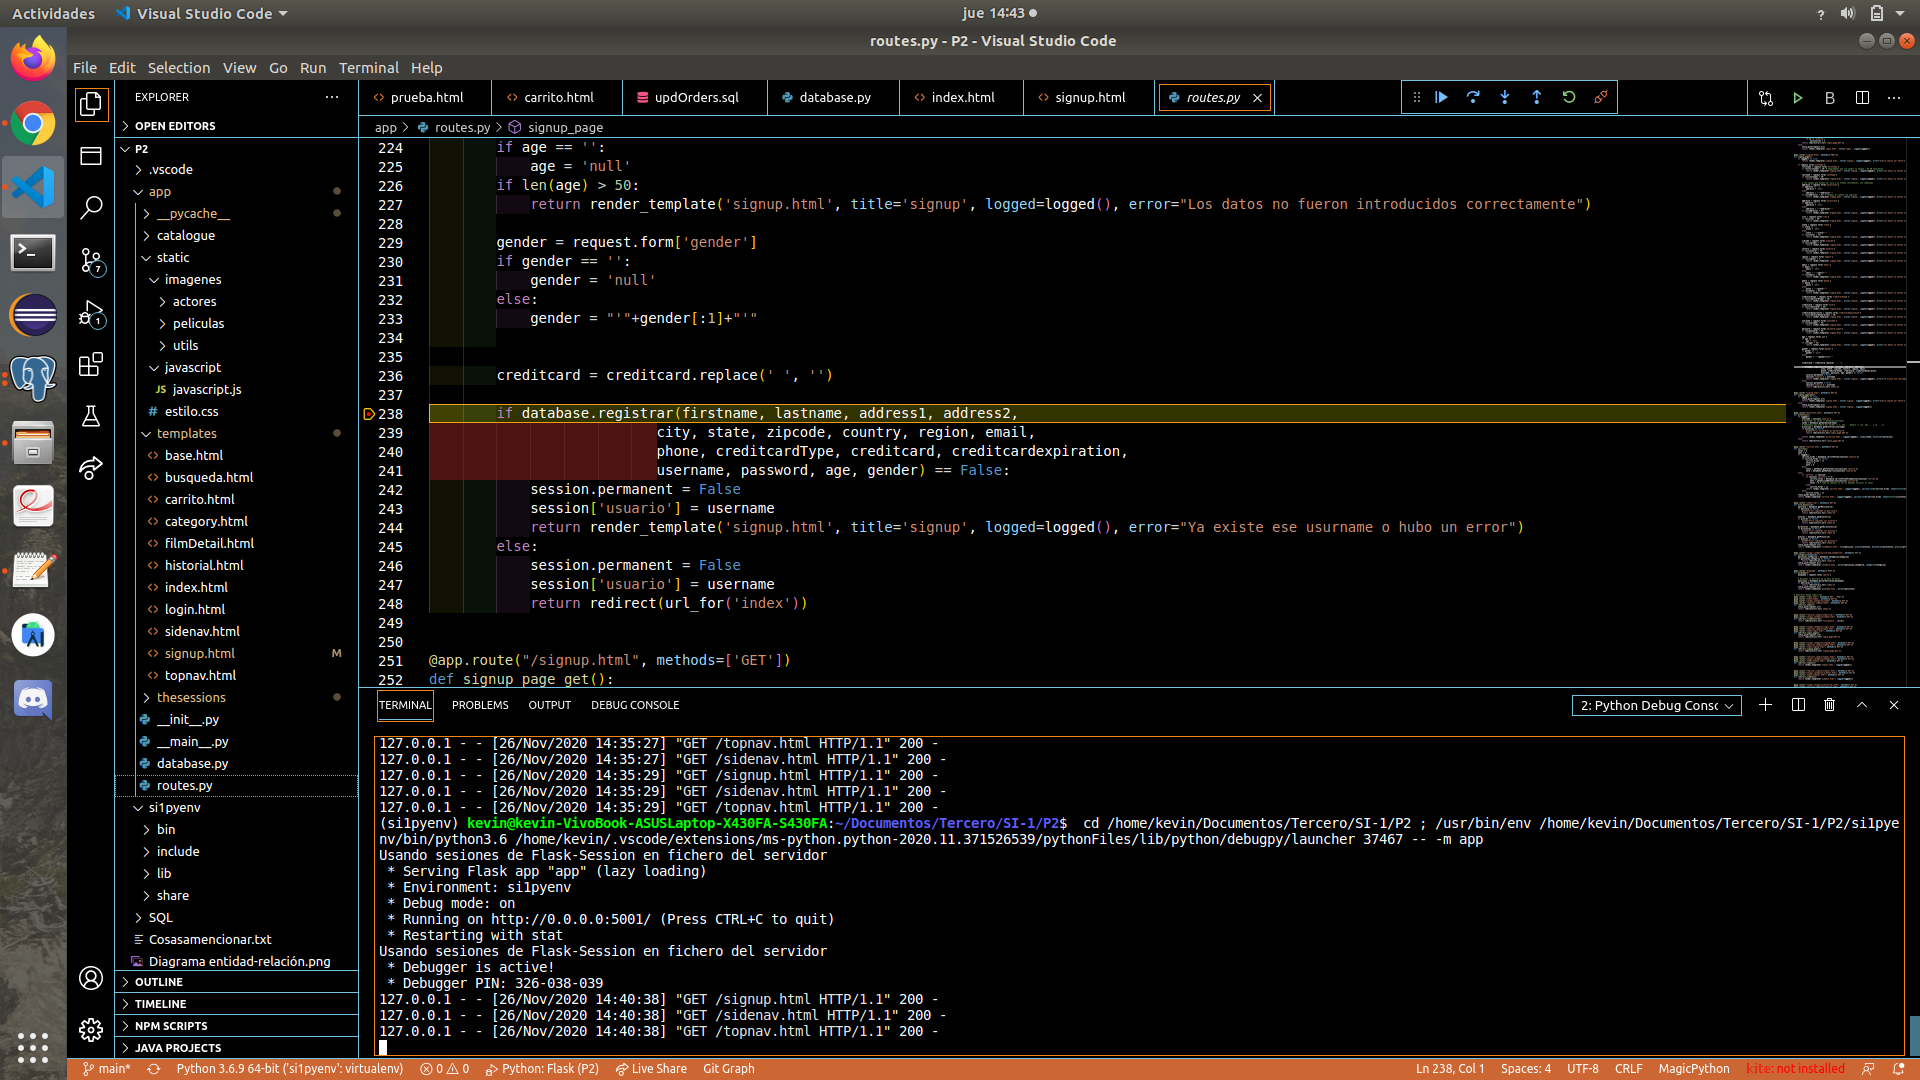 Actividades
Visual Studio Code
jue 14:43
routes.py - P2 - Visual Studio Code
File Edit Selection View Go Run Terminal Help
EXPLORER
prueba.html
carrito.html
updOrders.sql
database.py
index.html
signup.html
routes.py
OPEN EDITORS
P2
.vscode
app
__pycache__
catalogue
static
imagenes
actores
peliculas
utils
javascript
JS javascript.js
# estilo.css
templates
base.html
busqueda.html
carrito.html
category.html
filmDetail.html
historial.html
index.html
login.html
sidenav.html
signup.html M
topnav.html
thesessions
__init__.py
__main__.py
database.py
routes.py
si1pyenv
bin
include
lib
share
SQL
Cosasamencionar.txt
Diagrama entidad-relación.png
OUTLINE
TIMELINE
NPM SCRIPTS
JAVA PROJECTS
7
1
app > routes.py > signup_page
224 if age == '':
225 age = 'null'
226 if len(age) > 50:
227 return render_template('signup.html', title='signup', logged=logged(), error="Los datos no fueron introducidos correctamente")
228
229 gender = request.form['gender']
230 if gender == '':
231 gender = 'null'
232 else:
233 gender = "'"+gender[:1]+"'"
234
235
236 creditcard = creditcard.replace(' ', '')
237
238 if database.registrar(firstname, lastname, address1, address2,
239 city, state, zipcode, country, region, email,
240 phone, creditcardType, creditcard, creditcardexpiration,
241 username, password, age, gender) == False:
242 session.permanent = False
243 session['usuario'] = username
244 return render_template('signup.html', title='signup', logged=logged(), error="Ya existe ese usurname o hubo un error")
245 else:
246 session.permanent = False
247 session['usuario'] = username
248 return redirect(url_for('index'))
249
250
251 @app.route("/signup.html", methods=['GET'])
252 def signup_page_get():
TERMINAL PROBLEMS OUTPUT DEBUG CONSOLE
2: Python Debug Consc
127.0.0.1 - - [26/Nov/2020 14:35:27] "GET /topnav.html HTTP/1.1" 200 -
127.0.0.1 - - [26/Nov/2020 14:35:27] "GET /sidenav.html HTTP/1.1" 200 -
127.0.0.1 - - [26/Nov/2020 14:35:29] "GET /signup.html HTTP/1.1" 200 -
127.0.0.1 - - [26/Nov/2020 14:35:29] "GET /sidenav.html HTTP/1.1" 200 -
127.0.0.1 - - [26/Nov/2020 14:35:29] "GET /topnav.html HTTP/1.1" 200 -
(si1pyenv) kevin@kevin-VivoBook-ASUSLaptop-X430FA-S430FA:~/Documentos/Tercero/SI-1/P2$ cd /home/kevin/Documentos/Tercero/SI-1/P2 ; /usr/bin/env /home/kevin/Documentos/Tercero/SI-1/P2/si1pye
nv/bin/python3.6 /home/kevin/.vscode/extensions/ms-python.python-2020.11.371526539/pythonFiles/lib/python/debugpy/launcher 37467 -- -m app
Usando sesiones de Flask-Session en fichero del servidor
* Serving Flask app "app" (lazy loading)
* Environment: si1pyenv
* Debug mode: on
* Running on http://0.0.0.0:5001/ (Press CTRL+C to quit)
* Restarting with stat
Usando sesiones de Flask-Session en fichero del servidor
* Debugger is active!
* Debugger PIN: 326-038-039
127.0.0.1 - - [26/Nov/2020 14:40:38] "GET /signup.html HTTP/1.1" 200 -
127.0.0.1 - - [26/Nov/2020 14:40:38] "GET /sidenav.html HTTP/1.1" 200 -
127.0.0.1 - - [26/Nov/2020 14:40:38] "GET /topnav.html HTTP/1.1" 200 -
main* Python 3.6.9 64-bit ('si1pyenv': virtualenv) 0 0 Python: Flask (P2) Live Share Git Graph Ln 238, Col 1 Spaces: 4 UTF-8 CRLF MagicPython kite: not installed